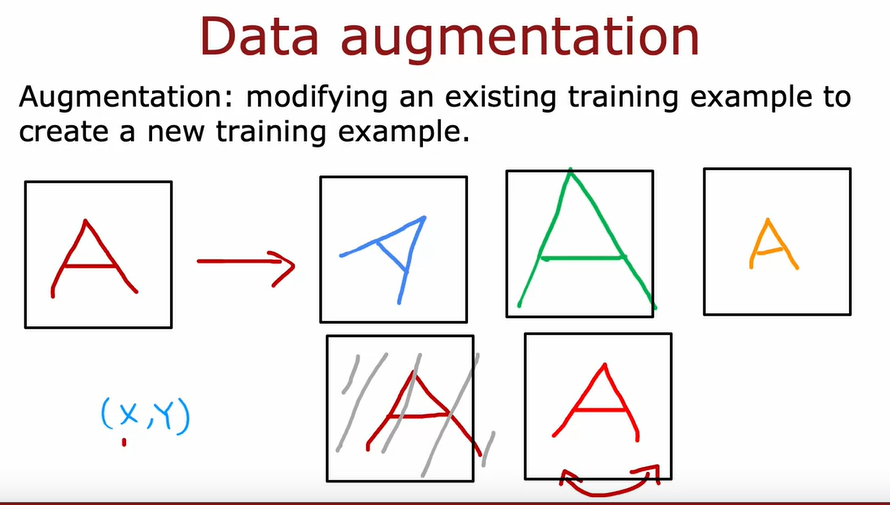 Data augmentation
Augmentation: modifying an existing training example to
create a new training example.
A A A A
A A
(X,Y)